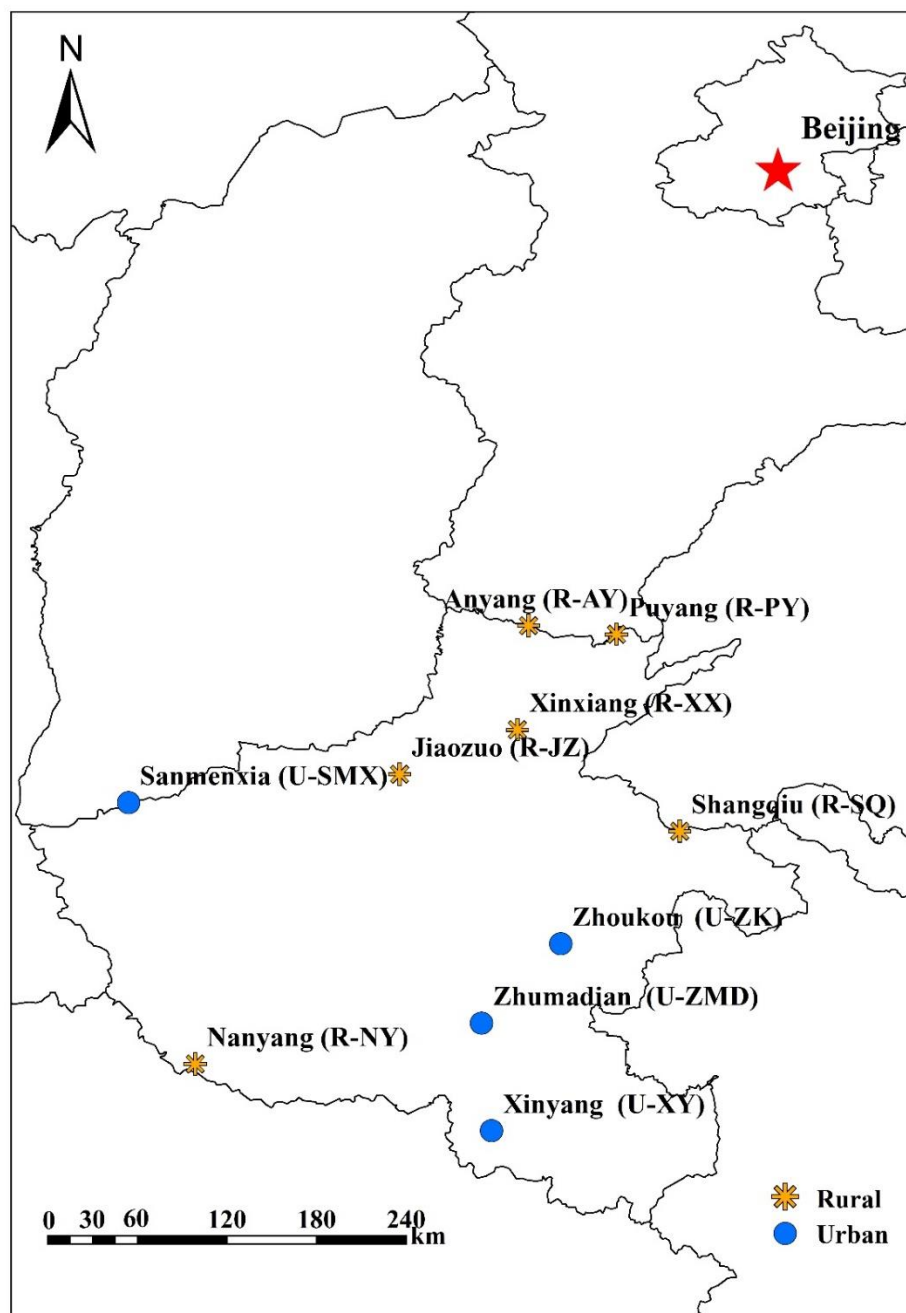 N
Beijing
Anyang (R-AY)
Puyang (R-PY)
Xinxiang (R-XX)
Jiaozuo (R-JZ)
Sanmenxia (U-SMX)
Shangqiu (R-SQ)
Zhoukou (U-ZK)
Zhumadian (U-ZMD)
Nanyang (R-NY)
Xinyang (U-XY)
Rural
Urban
0 30 60 120 180 240
km